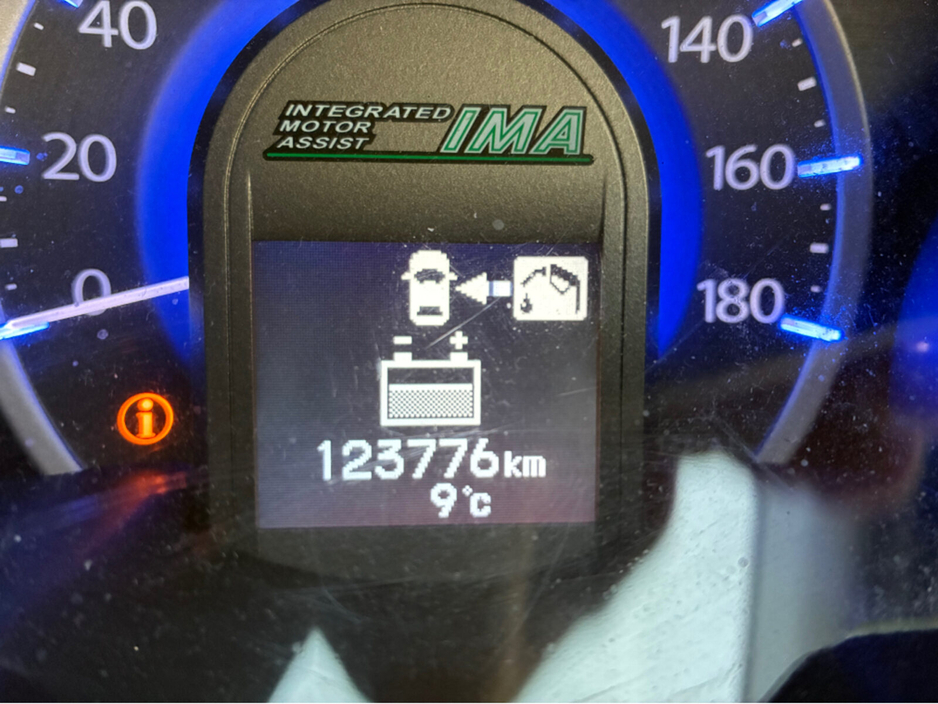 40
140
INTEGRATED
MOTOR
ASSIST
IMA
20
160
0
180
- +
i
123776km
9°C